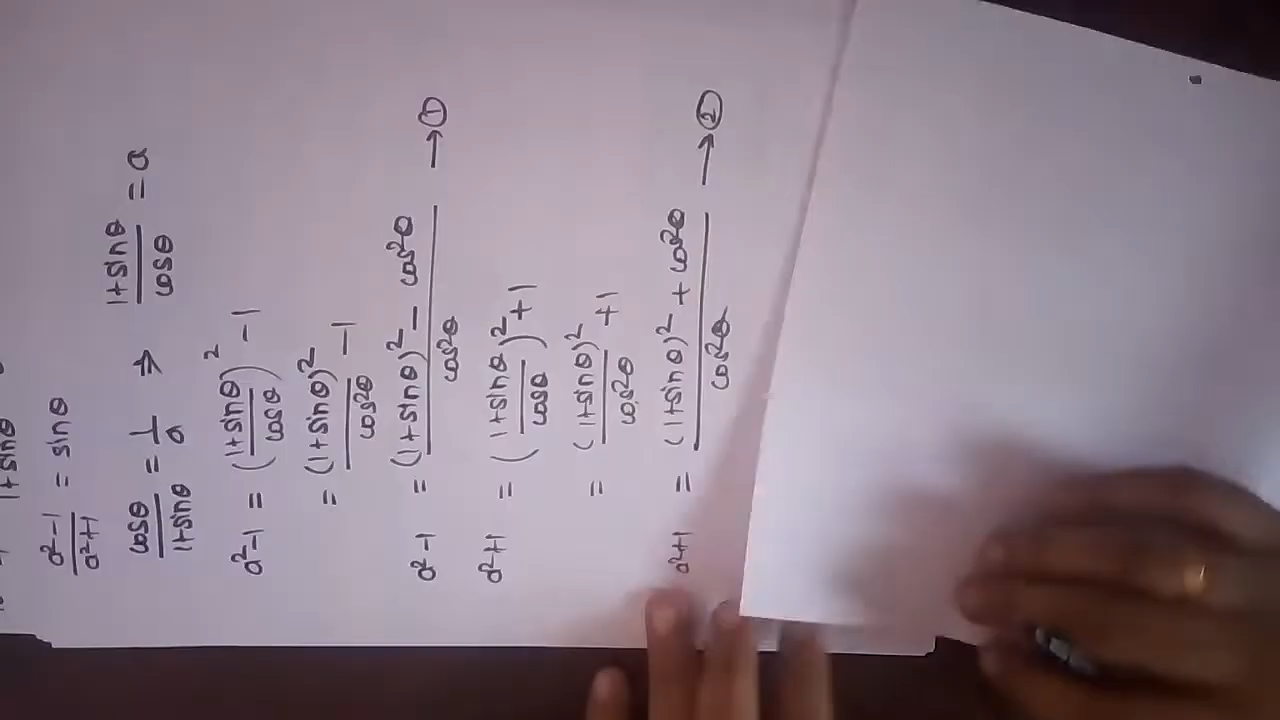 1+sinθ
a²-1/a²+1 = sinθ
cosθ/1+sinθ = 1/a ⇒ 1+sinθ/cosθ = a
a²-1 = (1+sinθ/cosθ)² -1
= (1+sinθ)²/cos²θ -1
a²-1 = (1+sinθ)² - cos²θ/cos²θ → ①
a²+1 = (1+sinθ/cosθ)² +1
= (1+sinθ)²/cos²θ +1
a²+1 = (1+sinθ)² + cos²θ/cos²θ → ②